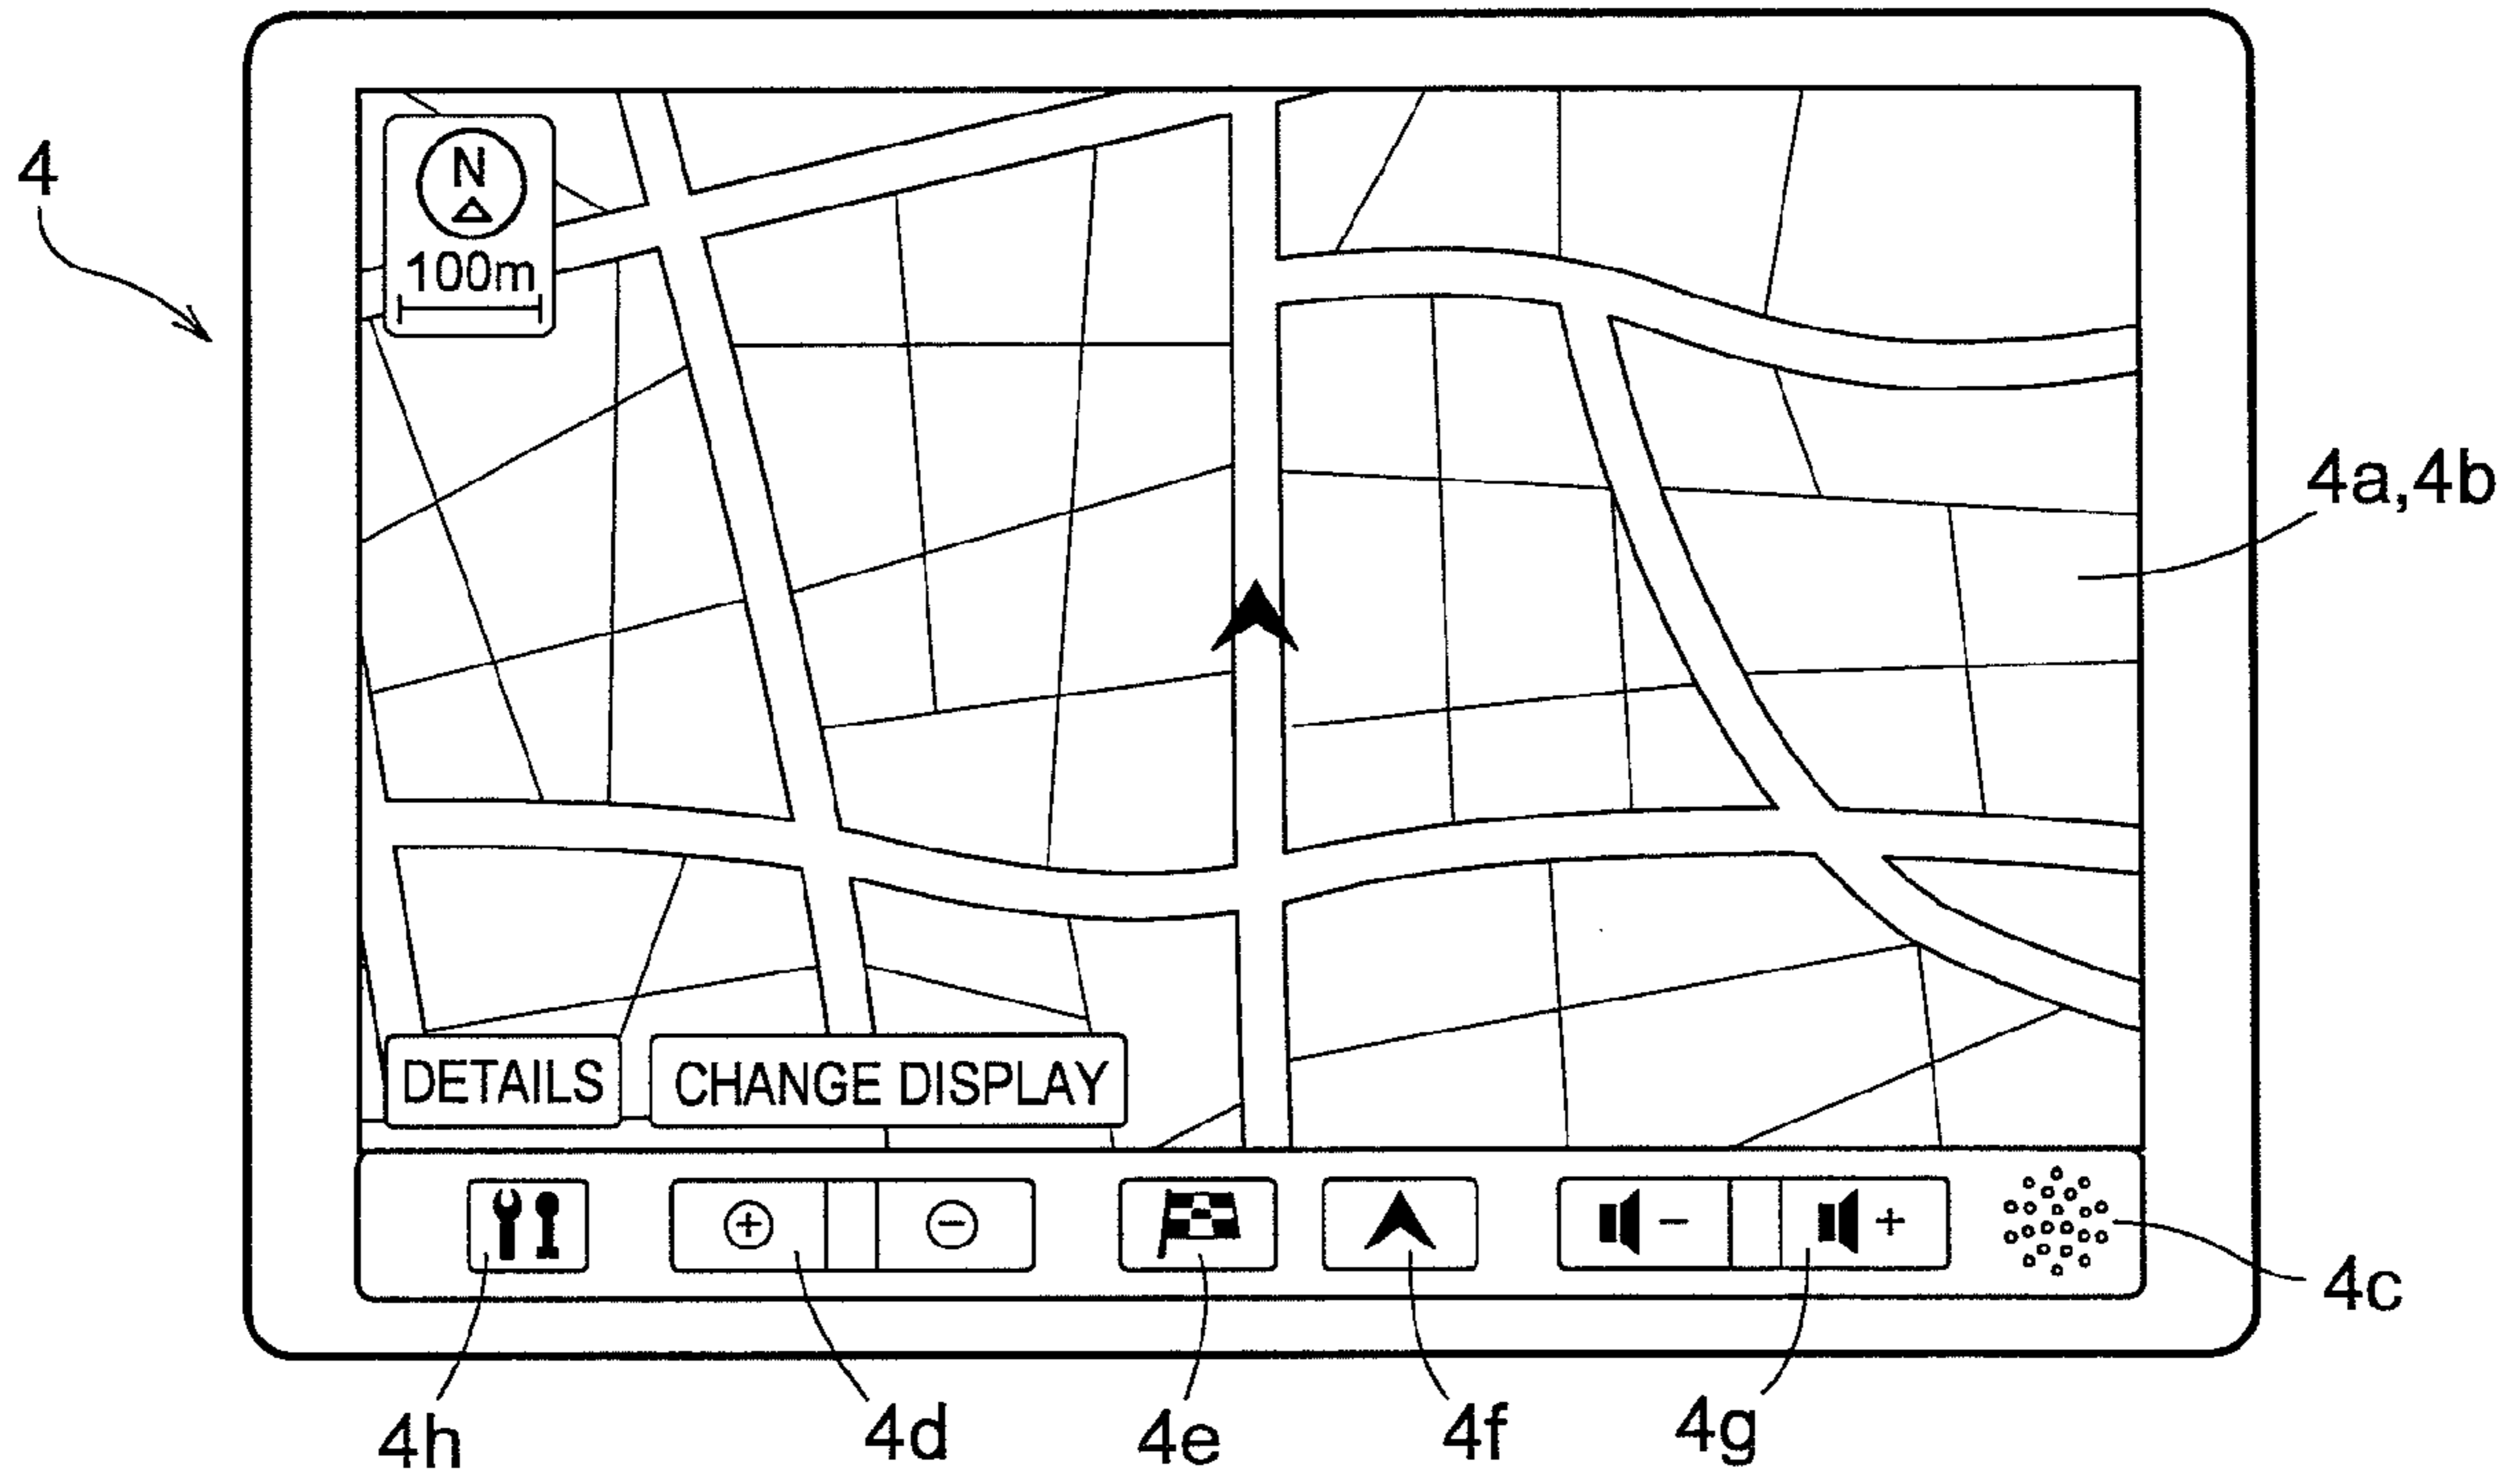 4
N
100m
4a,4b
DETAILS
CHANGE DISPLAY
+
−
−
+
4c
4h
4d
4e
4f
4g